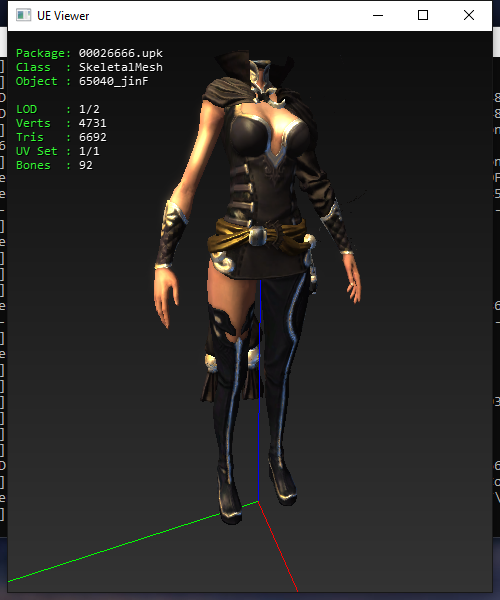 UE Viewer
Package: 00026666.upk
Class : SkeletalMesh
Object : 65040_jinF
LOD : 1/2
Verts : 4731
Tris : 6692
UV Set : 1/1
Bones : 92